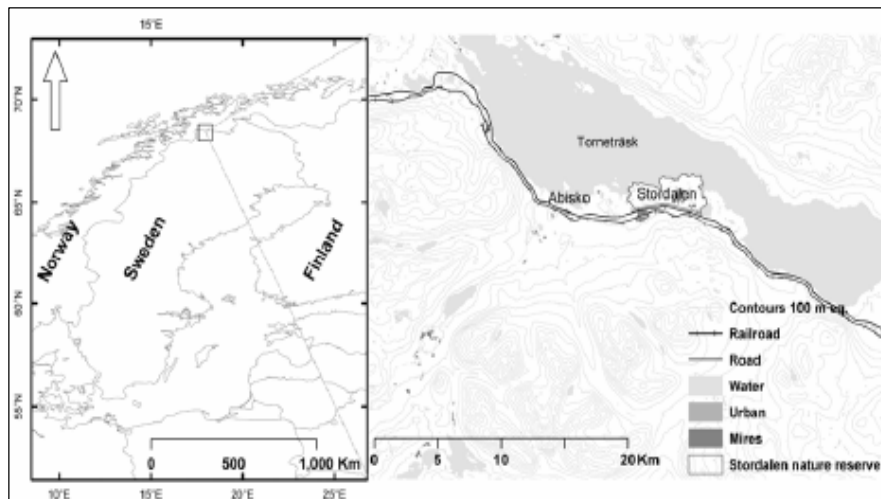 15°E
70°N
65°N
60°N
55°N
Norway
Sweden
Finland
0 500 1,000 Km
10°E 15°E 20°E 25°E
Torneträsk
Abisko
Stordalen
Contours 100 m eq.
Railroad
Road
Water
Urban
Mires
Stordalen nature reserve
0 5 10 20 Km